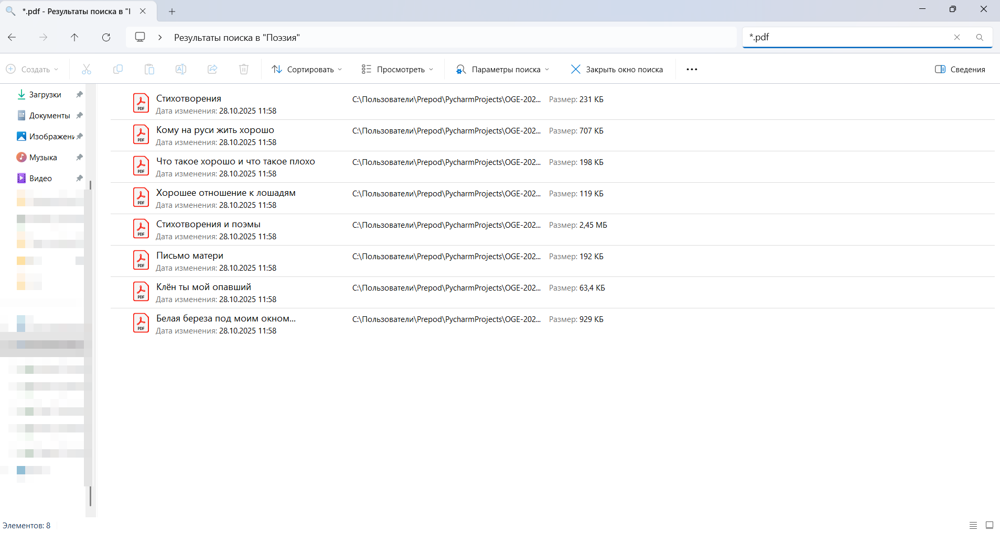 *.pdf - Результаты поиска в "
Результаты поиска в "Поэзия"
*.pdf
Создать
Сортировать
Просмотреть
Параметры поиска
Закрыть окно поиска
Сведения
Загрузки
Документы
Изображени
Музыка
Видео
Стихотворения C:\Пользователи\Prepod\PycharmProjects\OGE-202... Размер: 231 КБ
Дата изменения: 28.10.2025 11:58
Кому на руси жить хорошо C:\Пользователи\Prepod\PycharmProjects\OGE-202... Размер: 707 КБ
Дата изменения: 28.10.2025 11:58
Что такое хорошо и что такое плохо C:\Пользователи\Prepod\PycharmProjects\OGE-202... Размер: 198 КБ
Дата изменения: 28.10.2025 11:58
Хорошее отношение к лошадям C:\Пользователи\Prepod\PycharmProjects\OGE-202... Размер: 119 КБ
Дата изменения: 28.10.2025 11:58
Стихотворения и поэмы C:\Пользователи\Prepod\PycharmProjects\OGE-202... Размер: 2,45 МБ
Дата изменения: 28.10.2025 11:58
Письмо матери C:\Пользователи\Prepod\PycharmProjects\OGE-202... Размер: 192 КБ
Дата изменения: 28.10.2025 11:58
Клён ты мой опавший C:\Пользователи\Prepod\PycharmProjects\OGE-202... Размер: 63,4 КБ
Дата изменения: 28.10.2025 11:58
Белая береза под моим окном... C:\Пользователи\Prepod\PycharmProjects\OGE-202... Размер: 929 КБ
Дата изменения: 28.10.2025 11:58
Элементов: 8